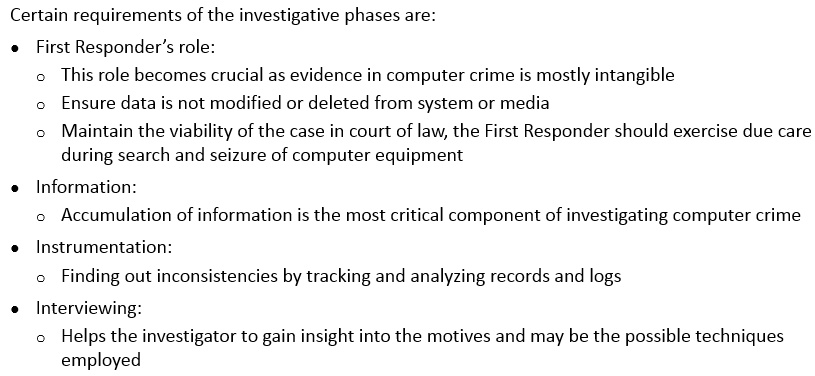 Certain requirements of the investigative phases are:
● First Responder’s role:
o This role becomes crucial as evidence in computer crime is mostly intangible
o Ensure data is not modified or deleted from system or media
o Maintain the viability of the case in court of law, the First Responder should exercise due care
during search and seizure of computer equipment
● Information:
o Accumulation of information is the most critical component of investigating computer crime
● Instrumentation:
o Finding out inconsistencies by tracking and analyzing records and logs
● Interviewing:
o Helps the investigator to gain insight into the motives and may be the possible techniques
employed